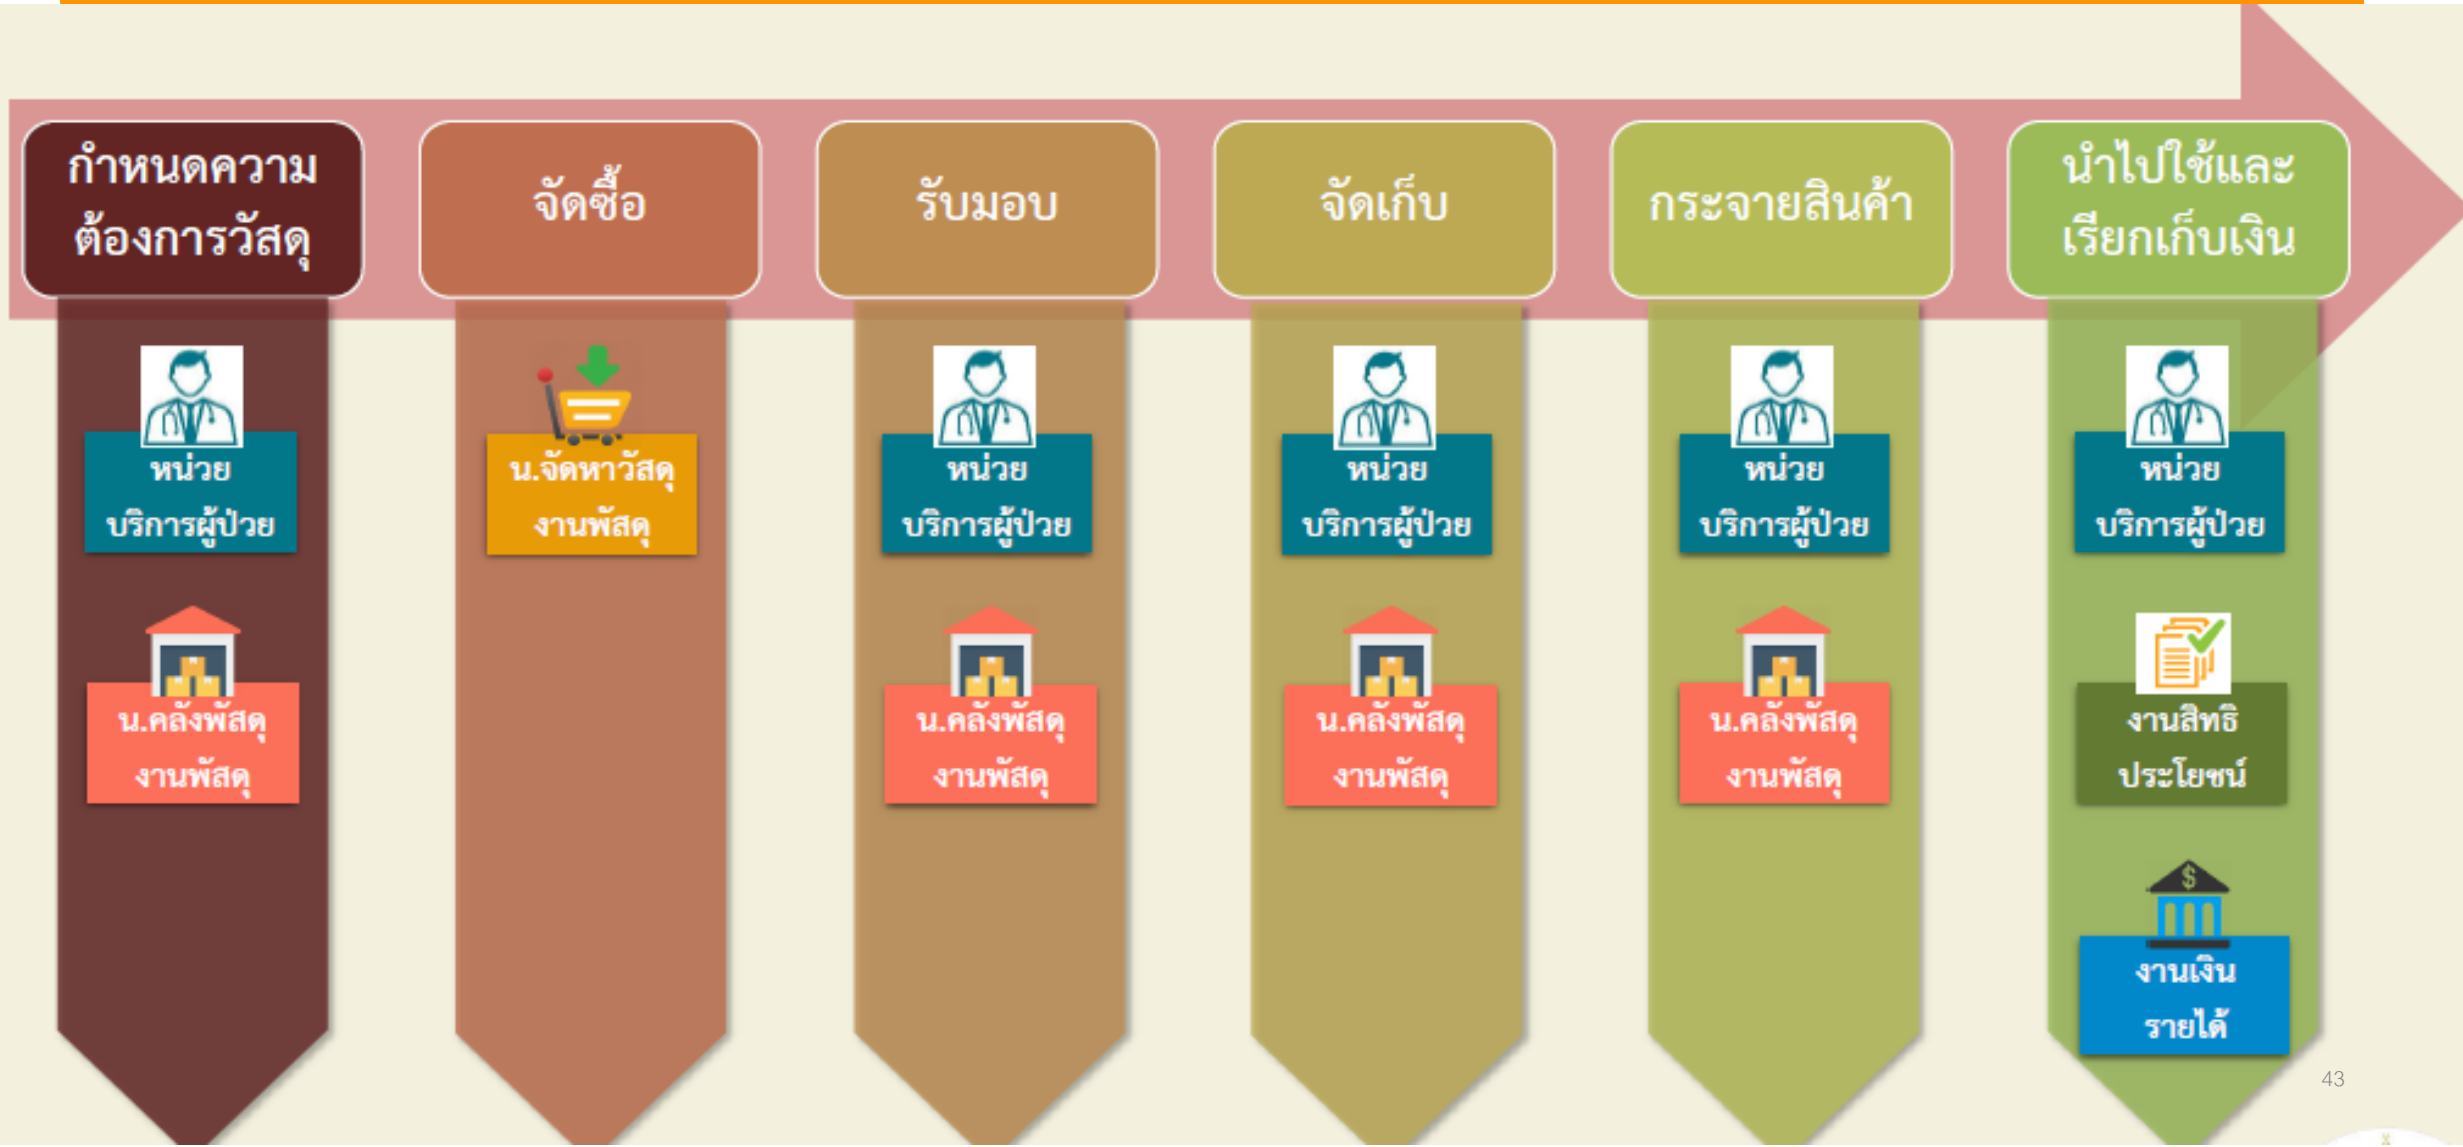 กำหนดความ
ต้องการวัสดุ
จัดซื้อ
รับมอบ
จัดเก็บ
กระจายสินค้า
นำไปใช้และ
เรียกเก็บเงิน
หน่วย
บริการผู้ป่วย
น.คลังพัสดุ
งานพัสดุ
น.จัดหาวัสดุ
งานพัสดุ
หน่วย
บริการผู้ป่วย
น.คลังพัสดุ
งานพัสดุ
หน่วย
บริการผู้ป่วย
น.คลังพัสดุ
งานพัสดุ
หน่วย
บริการผู้ป่วย
น.คลังพัสดุ
งานพัสดุ
หน่วย
บริการผู้ป่วย
งานสิทธิ
ประโยชน์
$
งานเงิน
รายได้
43